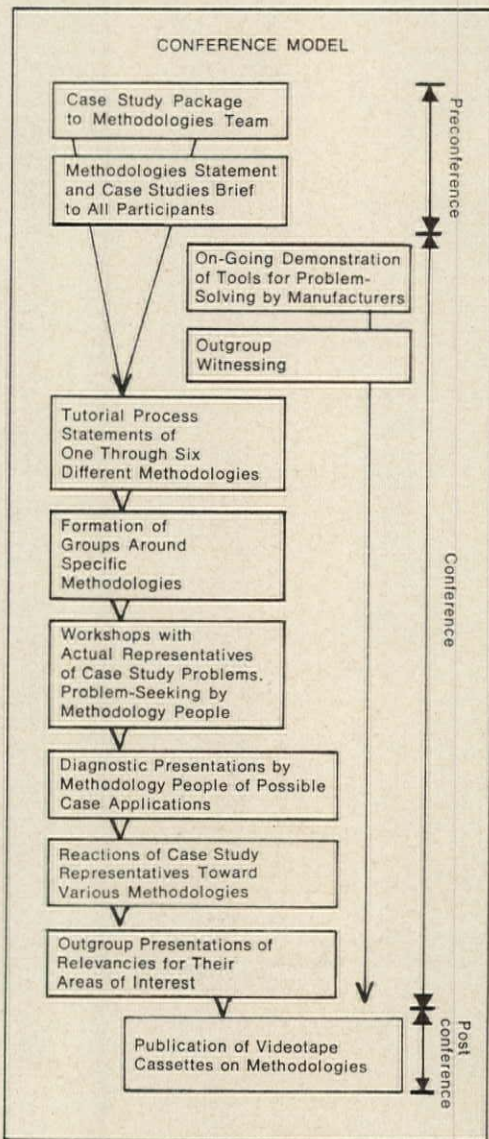 CONFERENCE MODEL
Case Study Package
to Methodologies Team
Methodologies Statement
and Case Studies Brief
to All Participants
Preconference
On-Going Demonstration
of Tools for Problem-
Solving by Manufacturers
Outgroup
Witnessing
Tutorial Process
Statements of
One Through Six
Different Methodologies
Formation of
Groups Around
Specific
Methodologies
Conference
Workshops with
Actual Representatives
of Case Study Problems.
Problem-Seeking by
Methodology People
Diagnostic Presentations by
Methodology People of Possible
Case Applications
Reactions of Case Study
Representatives Toward
Various Methodologies
Outgroup Presentations of
Relevancies for Their
Areas of Interest
Publication of Videotape
Cassettes on Methodologies
Post
conference